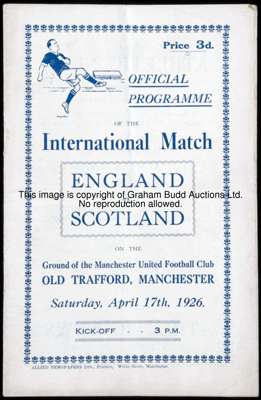 Price 3d.
OFFICIAL
PROGRAMME
OF THE
International Match
ENGLAND
This image is copyright of Graham Budd Auctions Ltd.
No reproduction allowed.
SCOTLAND
ON THE
Ground of the Manchester United Football Club
OLD TRAFFORD, MANCHESTER
Saturday, April 17th, 1926.
KICK-OFF - - 3 P.M.
ALLIED NEWSPAPERS LTD., Printers, Withy Grove, Manchester.